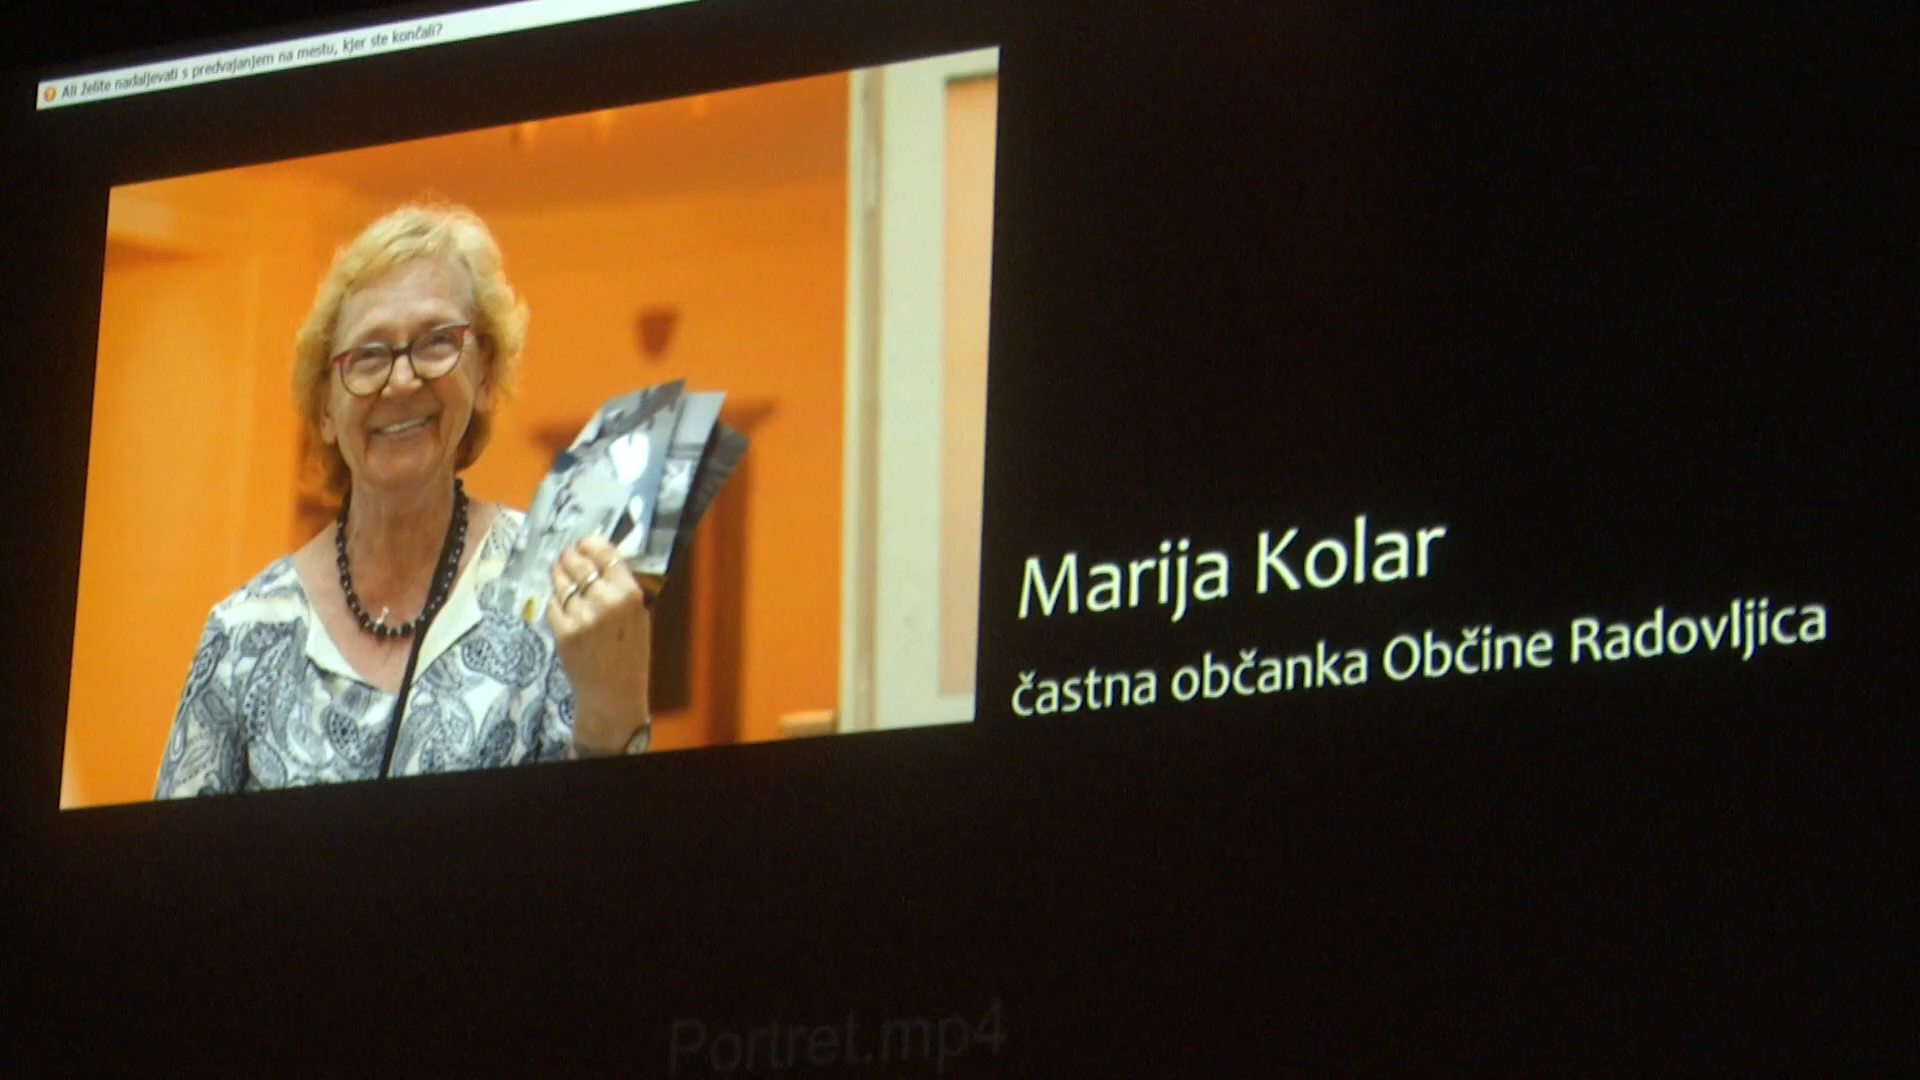 Ali želite nadaljevati s predvajanjem na mestu, kjer ste končali?
Marija Kolar
častna občanka Občine Radovljica
Portret.mp4